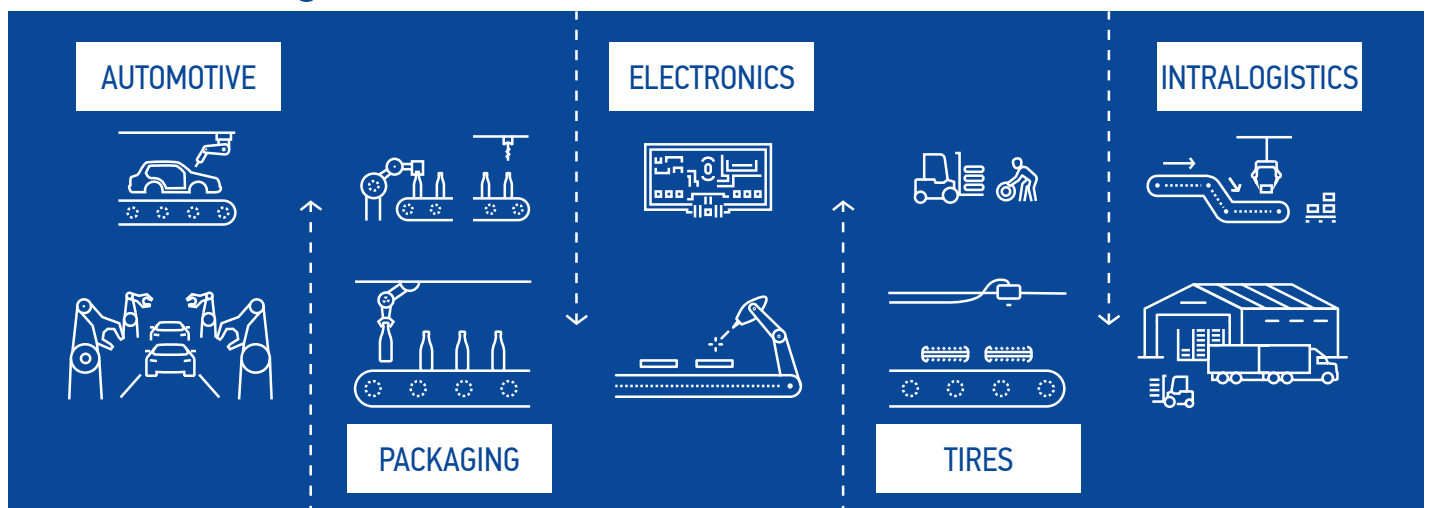 AUTOMOTIVE
ELECTRONICS
INTRALOGISTICS
PACKAGING
TIRES